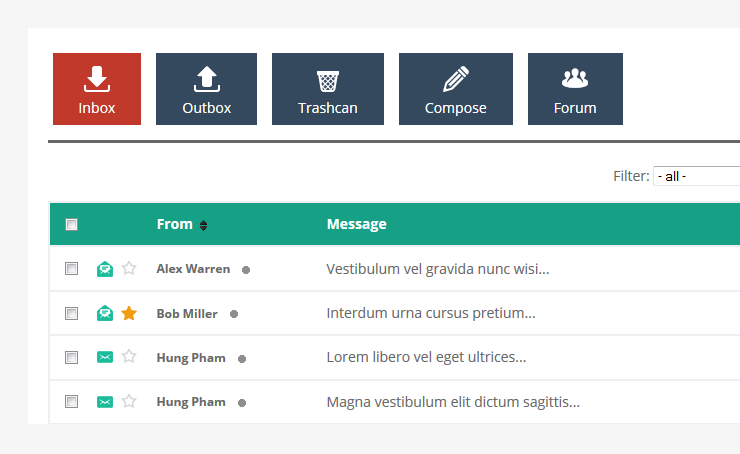 Inbox Outbox Trashcan Compose Forum
Filter: - all -
From Message
Alex Warren Vestibulum vel gravida nunc wisi...
Bob Miller Interdum urna cursus pretium...
Hung Pham Lorem libero vel eget ultrices...
Hung Pham Magna vestibulum elit dictum sagittis...